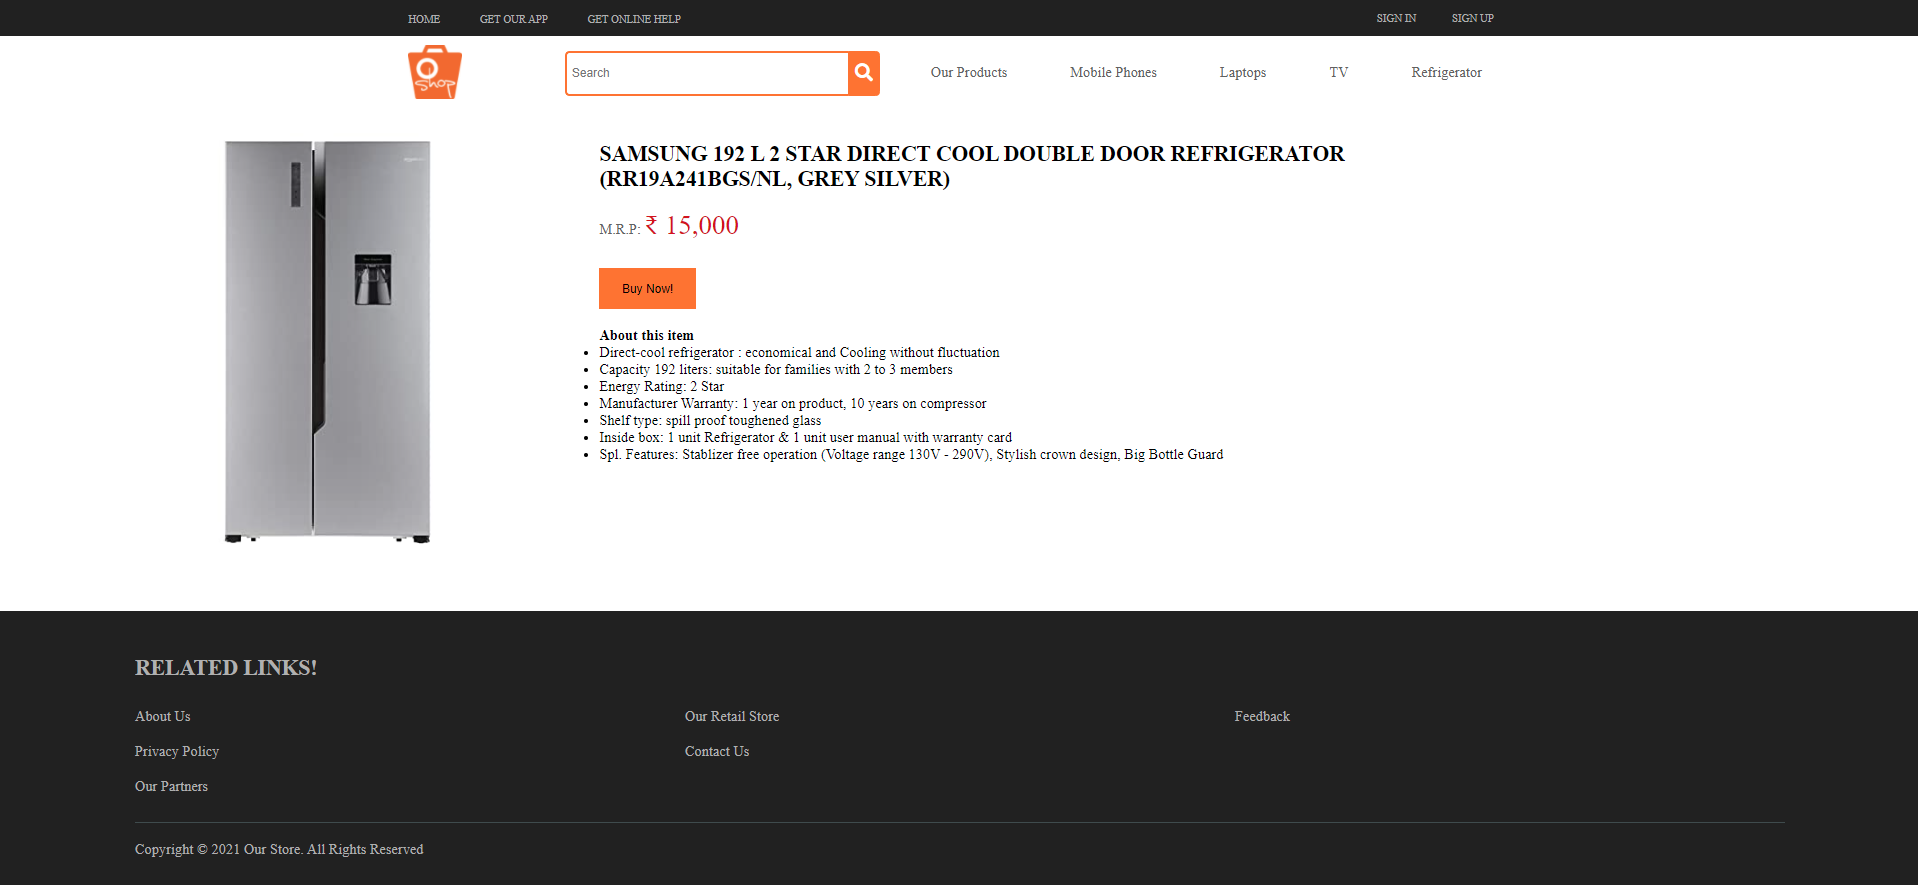 HOME GET OUR APP GET ONLINE HELP SIGN IN SIGN UP
O Shop
Search
Our Products Mobile Phones Laptops TV Refrigerator
SAMSUNG 192 L 2 STAR DIRECT COOL DOUBLE DOOR REFRIGERATOR
(RR19A241BGS/NL, GREY SILVER)
M.R.P: ₹ 15,000
Buy Now!
About this item
• Direct-cool refrigerator : economical and Cooling without fluctuation
• Capacity 192 liters: suitable for families with 2 to 3 members
• Energy Rating: 2 Star
• Manufacturer Warranty: 1 year on product, 10 years on compressor
• Shelf type: spill proof toughened glass
• Inside box: 1 unit Refrigerator & 1 unit user manual with warranty card
• Spl. Features: Stablizer free operation (Voltage range 130V - 290V), Stylish crown design, Big Bottle Guard
RELATED LINKS!
About Us Our Retail Store Feedback
Privacy Policy Contact Us
Our Partners
Copyright © 2021 Our Store. All Rights Reserved